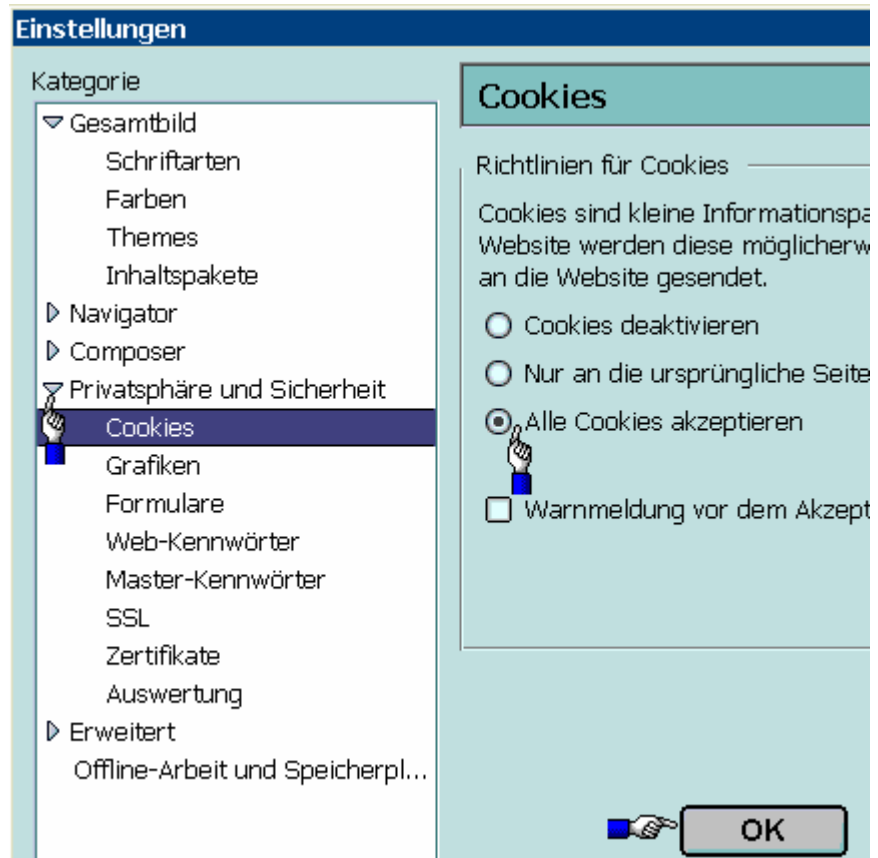 Einstellungen
Kategorie
Gesamtbild
Schriftarten
Farben
Themes
Inhaltspakete
Navigator
Composer
Privatsphäre und Sicherheit
Cookies
Grafiken
Formulare
Web-Kennwörter
Master-Kennwörter
SSL
Zertifikate
Auswertung
Erweitert
Offline-Arbeit und Speicherpl...
Cookies
Richtlinien für Cookies
Cookies sind kleine Informationspa
Website werden diese möglicherw
an die Website gesendet.
Cookies deaktivieren
Nur an die ursprüngliche Seite
Alle Cookies akzeptieren
Warnmeldung vor dem Akzept
OK